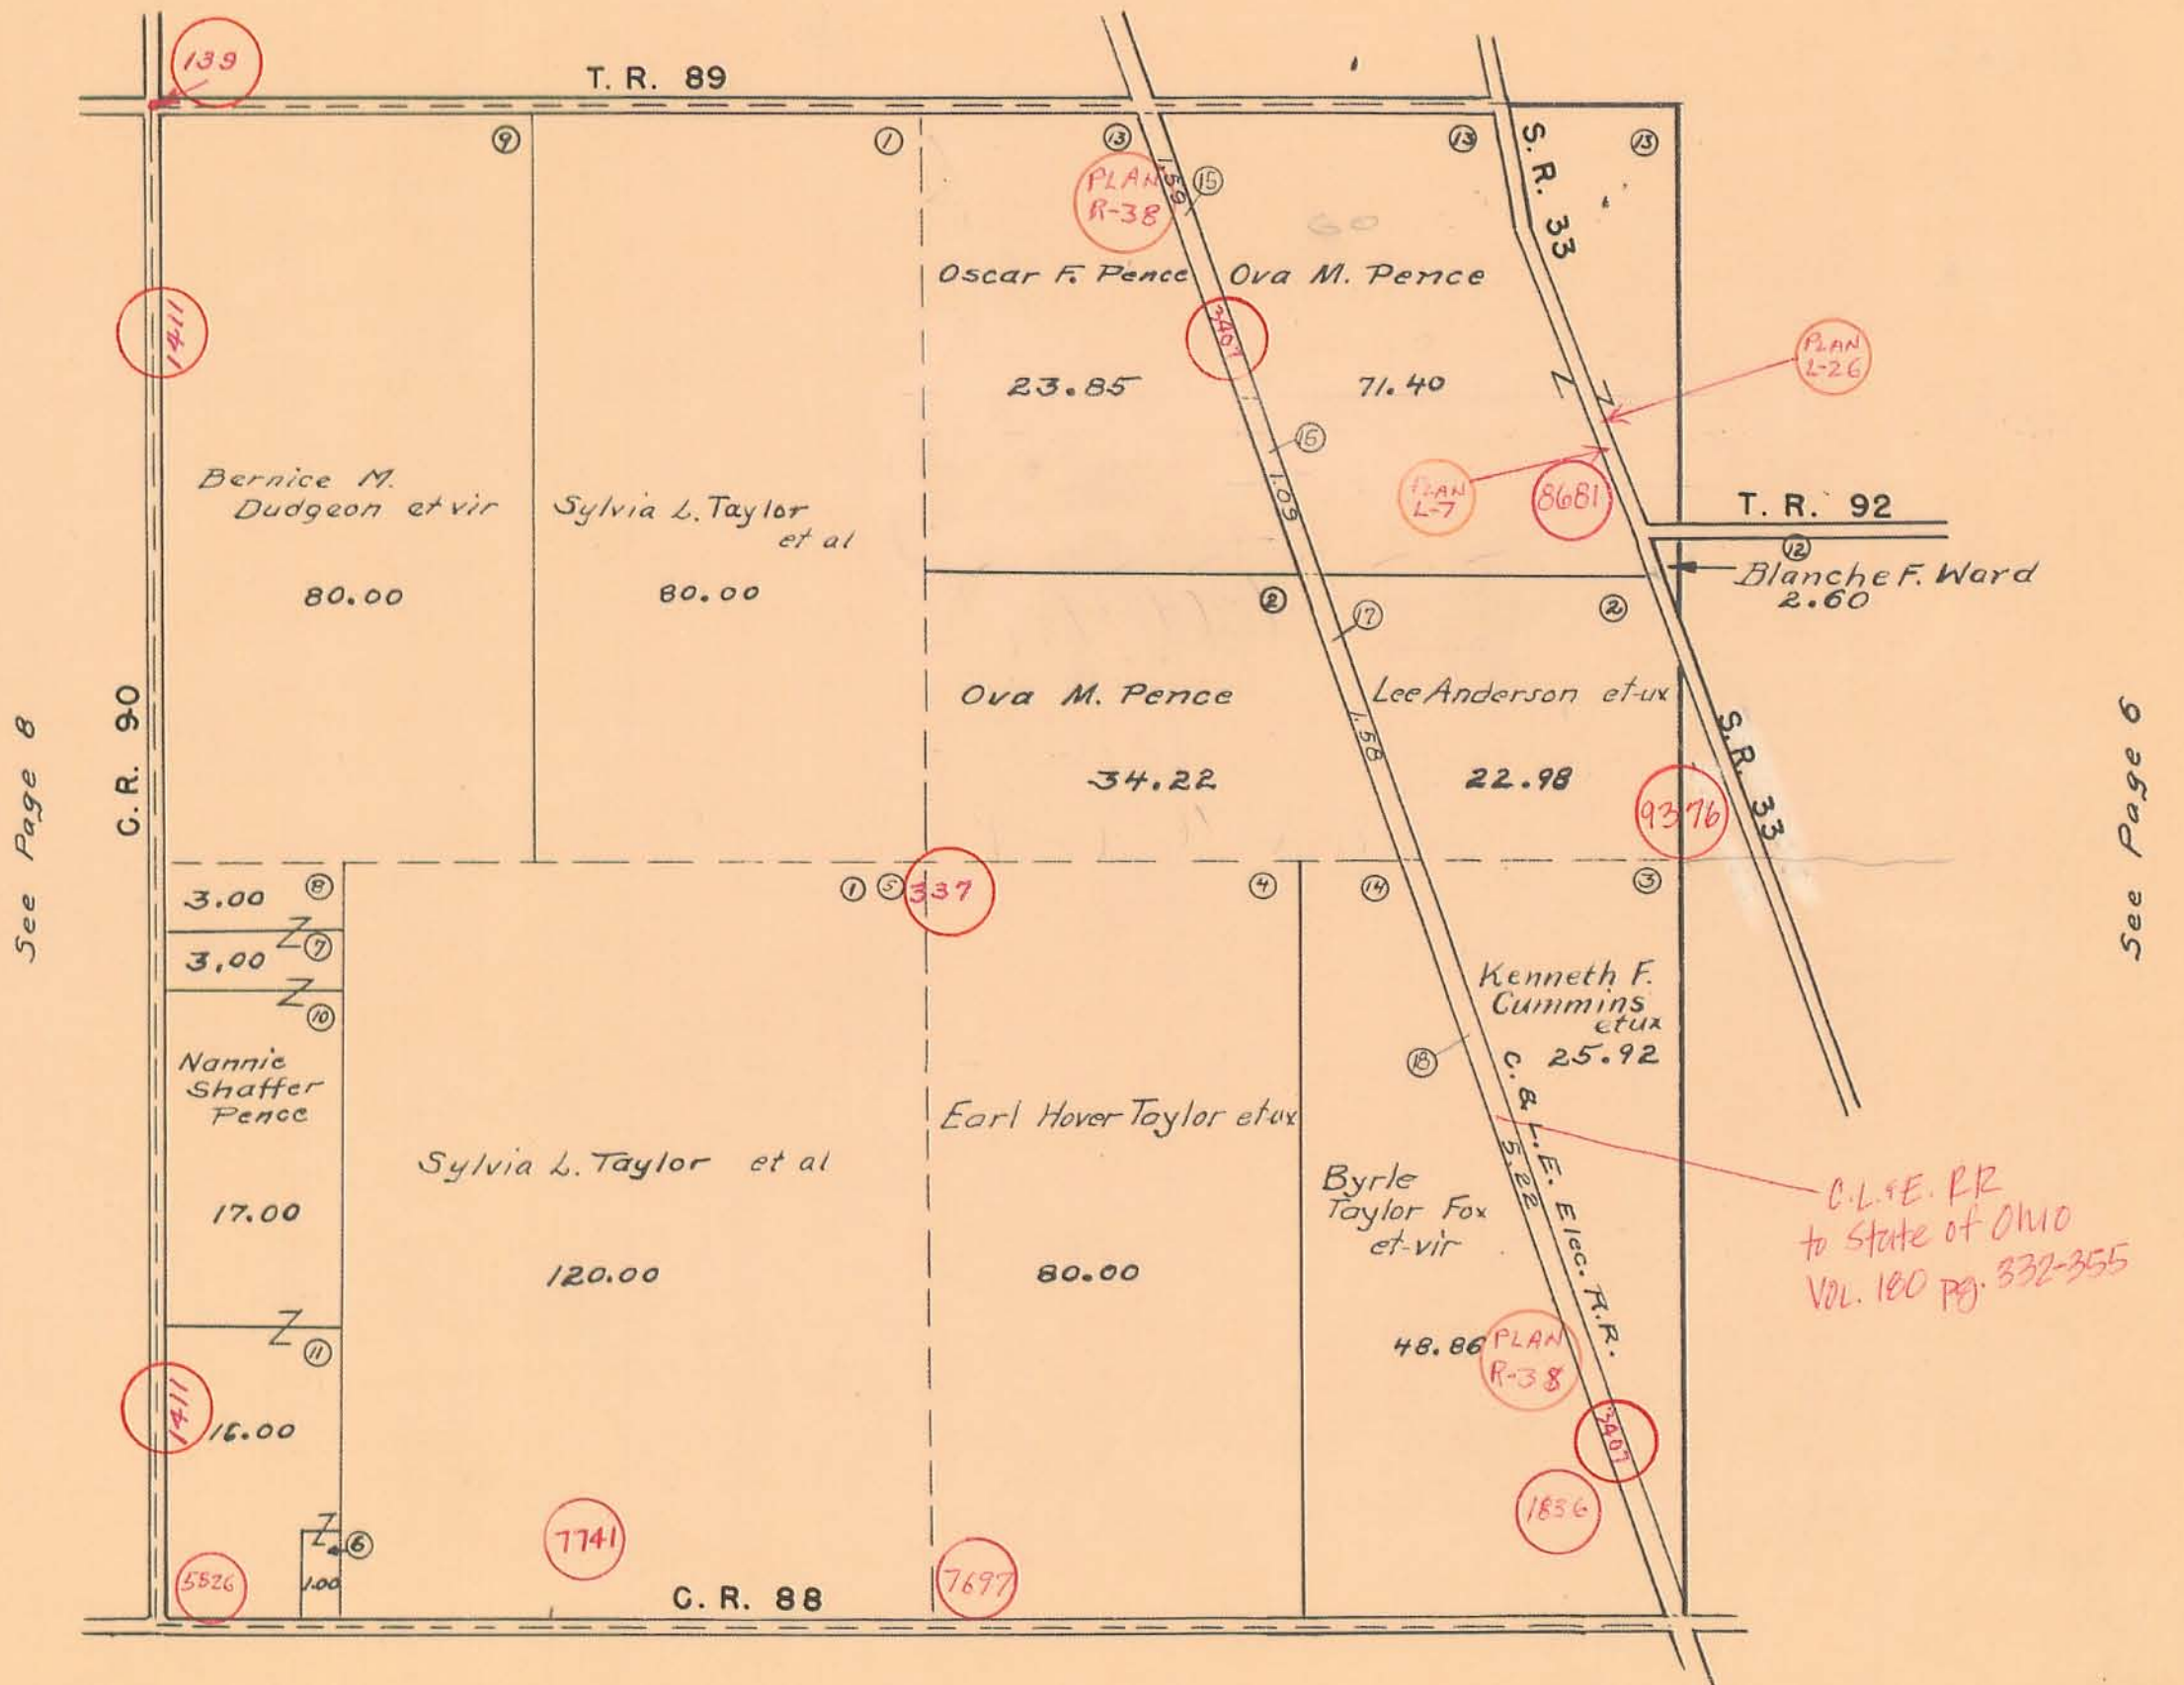 139
T. R. 89
9
1
13
13
13
S. R. 33
PLAN
R-38
1.59
15
60
1411
Oscar F. Pence
Ova M. Pence
3407
23.85
71.40
PLAN
L-26
Z
Z
16
1.09
PLAN
L-7
8681
T. R. 92
12
Blanche F. Ward
2.60
Bernice M.
Dudgeon et vir
80.00
Sylvia L. Taylor
et al
80.00
2
17
2
Ova M. Pence
34.22
1.58
Lee Anderson et-ux
22.98
9376
S. R. 33
See Page 8
C. R. 90
See Page 6
3.00
8
Z
7
3.00
Z
10
1
5
337
4
14
3
Kenneth F.
Cummins
etux
25.92
18
C. & L. E. Elec. R.R.
5.22
Nannie
Shaffer
Pence
17.00
Sylvia L. Taylor et al
120.00
Earl Hover Taylor etux
80.00
Byrle
Taylor Fox
et-vir
48.86
PLAN
R-38
C.L.&E. RR
to State of Ohio
VOL. 180 pg. 332-355
Z
11
1411
16.00
3407
1836
Z
6
1.00
5526
7741
7697
C. R. 88